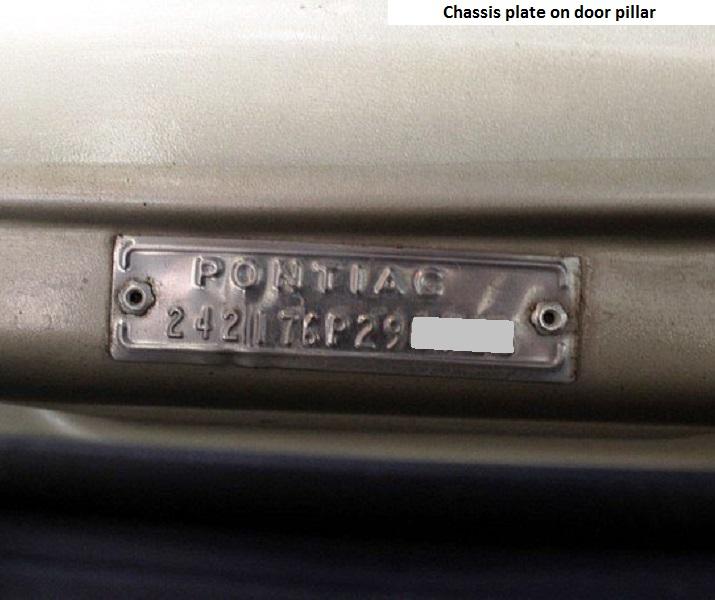 Chassis plate on door pillar
PONTIAC
242176P29